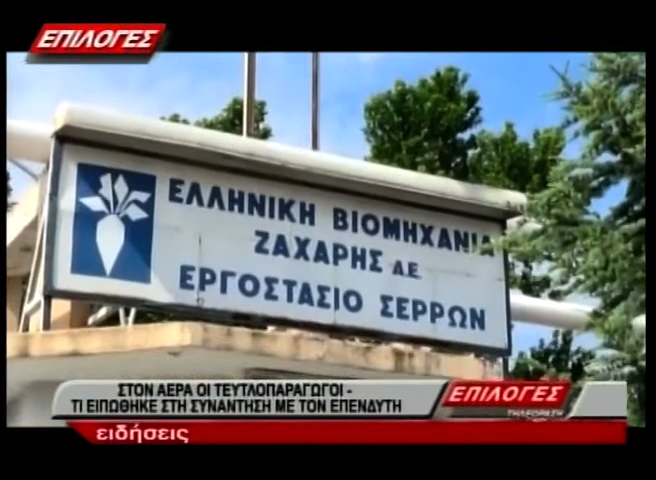 ΕΠΙΛΟΓΕΣ
ΕΛΛΗΝΙΚΗ ΒΙΟΜΗΧΑΝΙΑ
ΖΑΧΑΡΗΣ Α.Ε.
ΕΡΓΟΣΤΑΣΙΟ ΣΕΡΡΩΝ
ΣΤΟΝ ΑΕΡΑ ΟΙ ΤΕΥΤΛΟΠΑΡΑΓΩΓΟΙ -
ΤΙ ΕΙΠΩΘΗΚΕ ΣΤΗ ΣΥΝΑΝΤΗΣΗ ΜΕ ΤΟΝ ΕΠΕΝΔΥΤΗ
ΕΠΙΛΟΓΕΣ
ΤΗΛΕΟΡΑΣΗ
ειδήσεις